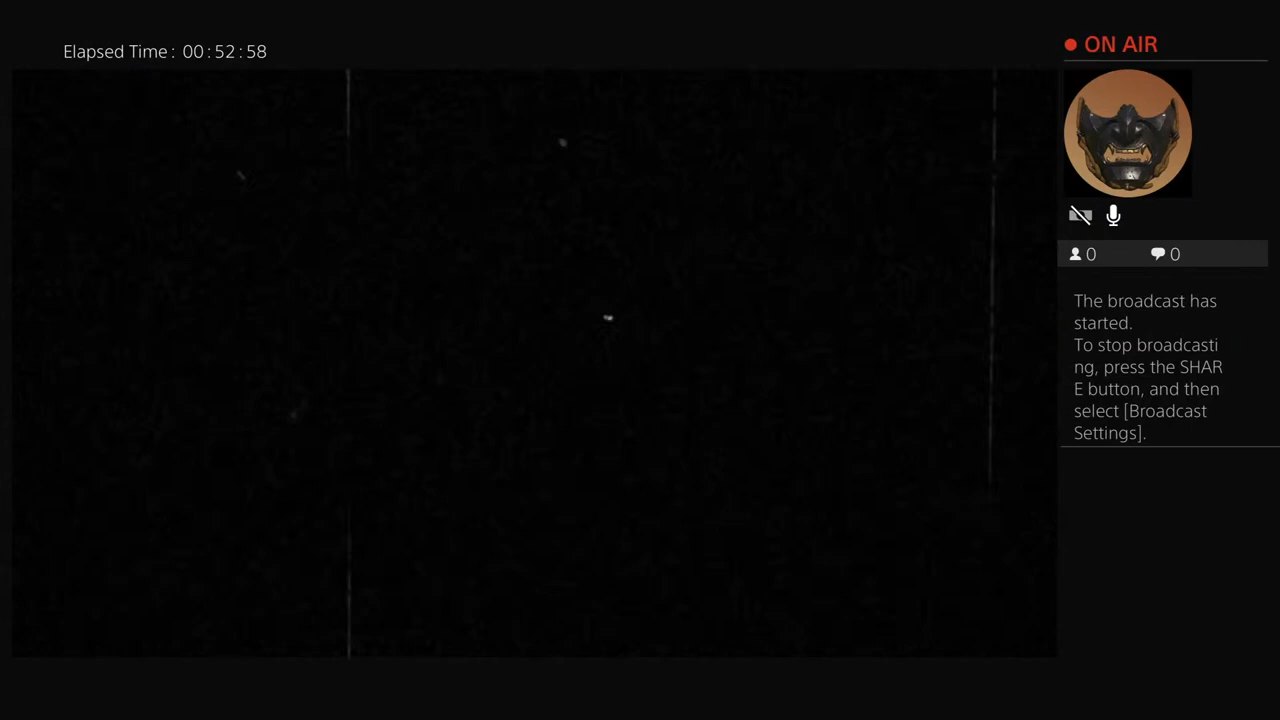 Elapsed Time: 00:52:58
ON AIR
0 0
The broadcast has
started.
To stop broadcasti
ng, press the SHAR
E button, and then
select [Broadcast
Settings].